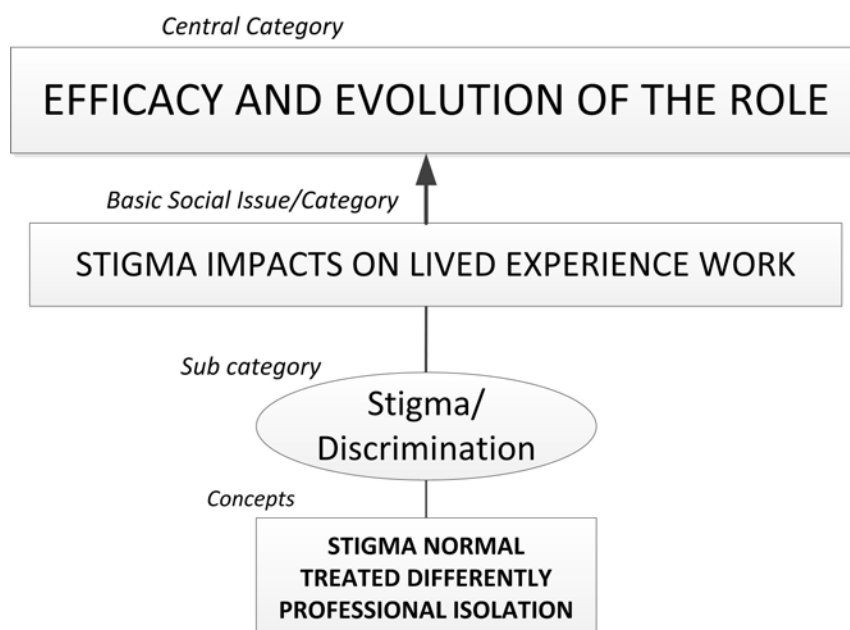 Central Category
EFFICACY AND EVOLUTION OF THE ROLE
Basic Social Issue/Category
STIGMA IMPACTS ON LIVED EXPERIENCE WORK
Sub category
Stigma/
Discrimination
Concepts
STIGMA NORMAL
TREATED DIFFERENTLY
PROFESSIONAL ISOLATION